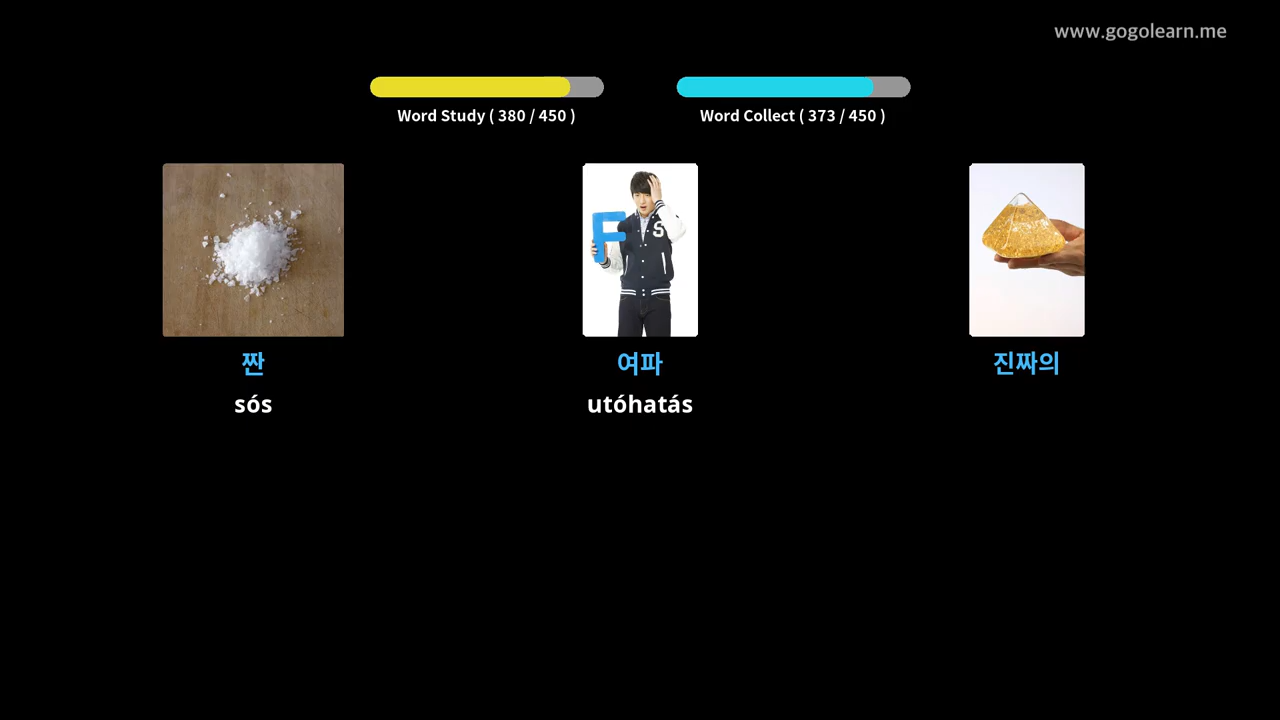 www.gogolearn.me
Word Study ( 380 / 450 )
Word Collect ( 373 / 450 )
짠
여파
진짜의
sós
utóhatás
F
S